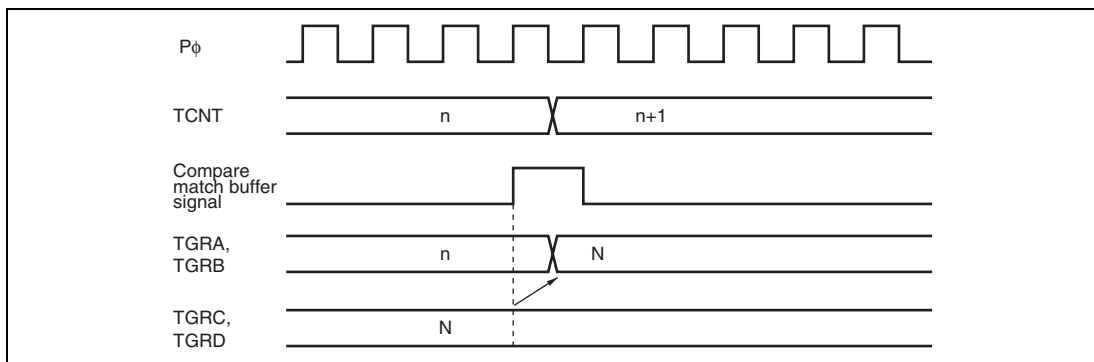 Pϕ
TCNT
n
n+1
Compare
match buffer
signal
TGRA,
TGRB
n
N
TGRC,
TGRD
N